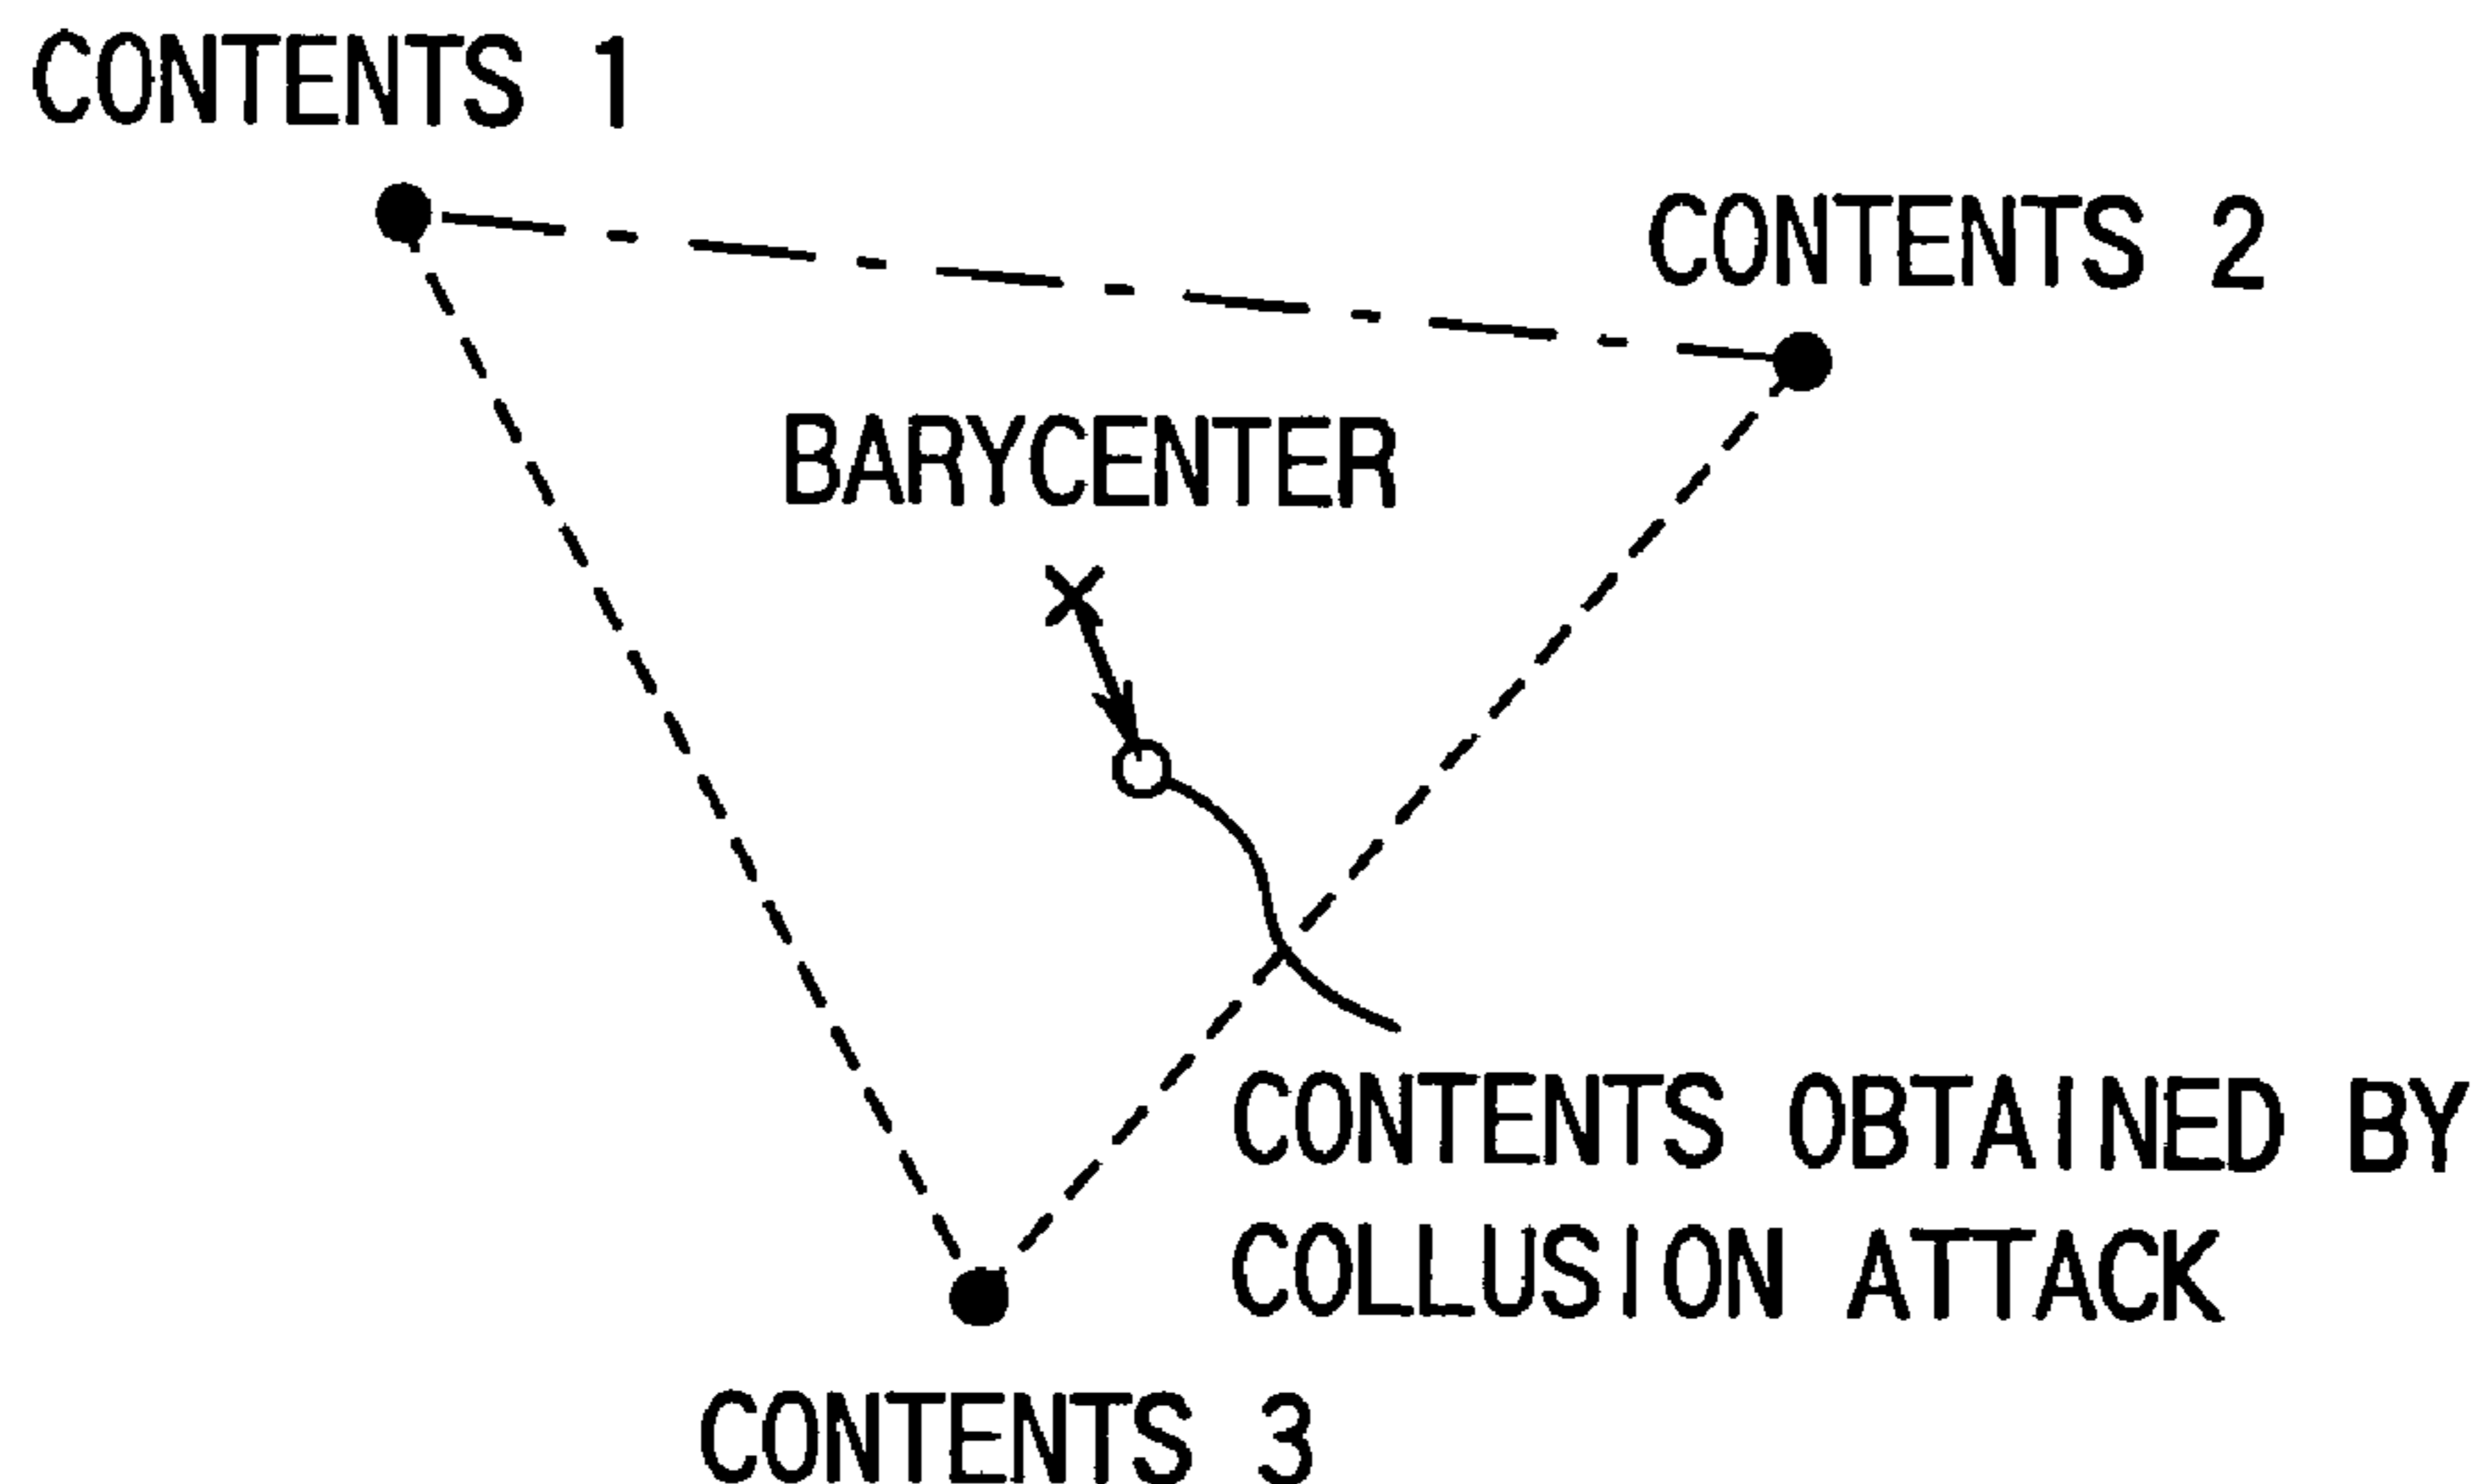 CONTENTS 1
CONTENTS 2
BARYCENTER
CONTENTS OBTAINED BY
COLLUSION ATTACK
CONTENTS 3